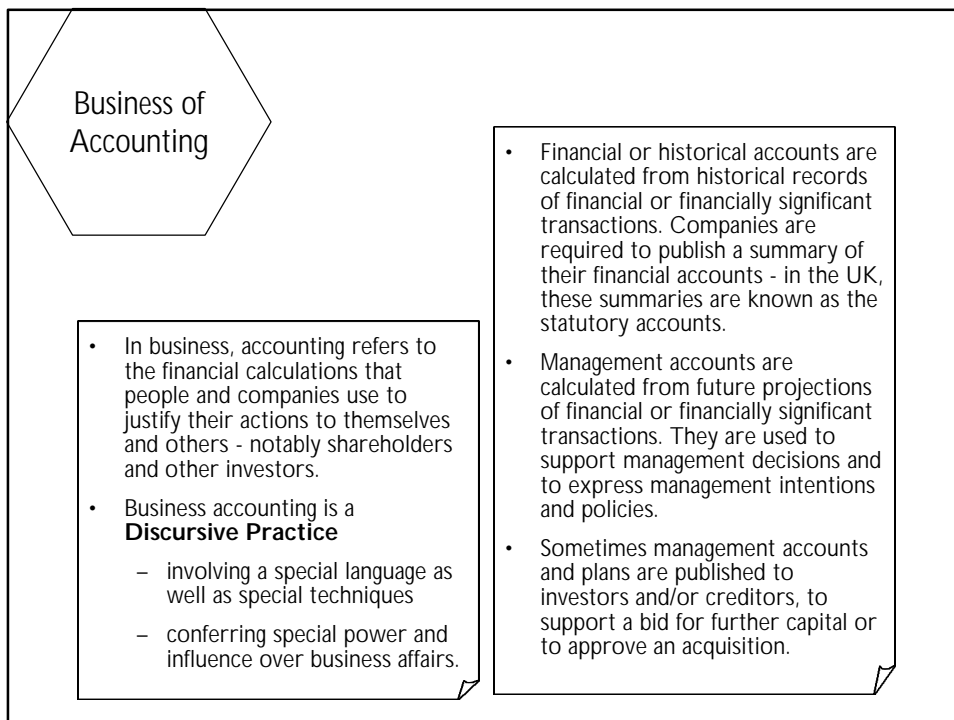 Business of
Accounting
• In business, accounting refers to
the financial calculations that
people and companies use to
justify their actions to themselves
and others - notably shareholders
and other investors.
• Business accounting is a
Discursive Practice
– involving a special language as
well as special techniques
– conferring special power and
influence over business affairs.
• Financial or historical accounts are
calculated from historical records
of financial or financially significant
transactions. Companies are
required to publish a summary of
their financial accounts - in the UK,
these summaries are known as the
statutory accounts.
• Management accounts are
calculated from future projections
of financial or financially significant
transactions. They are used to
support management decisions and
to express management intentions
and policies.
• Sometimes management accounts
and plans are published to
investors and/or creditors, to
support a bid for further capital or
to approve an acquisition.